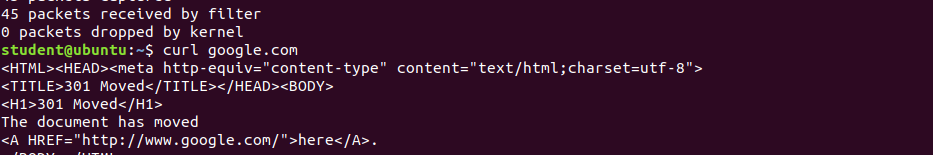 45 packets received by filter
0 packets dropped by kernel
student@ubuntu:~$ curl google.com
<HTML><HEAD><meta http-equiv="content-type" content="text/html;charset=utf-8">
<TITLE>301 Moved</TITLE></HEAD><BODY>
<H1>301 Moved</H1>
The document has moved
<A HREF="http://www.google.com/">here</A>.